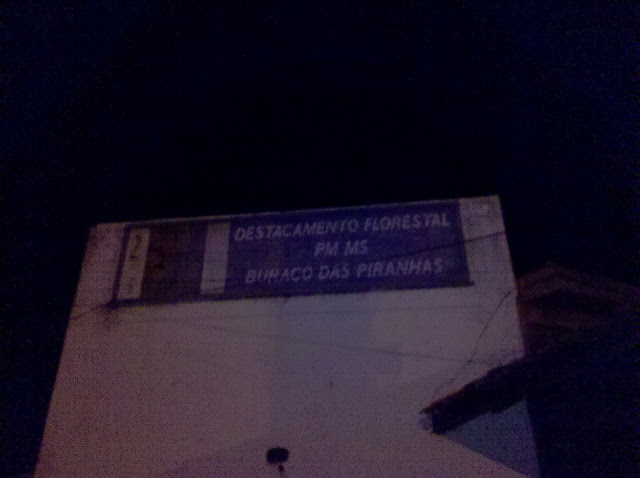 DESTACAMENTO FLORESTAL
PM MS
BURACO DAS PIRANHAS